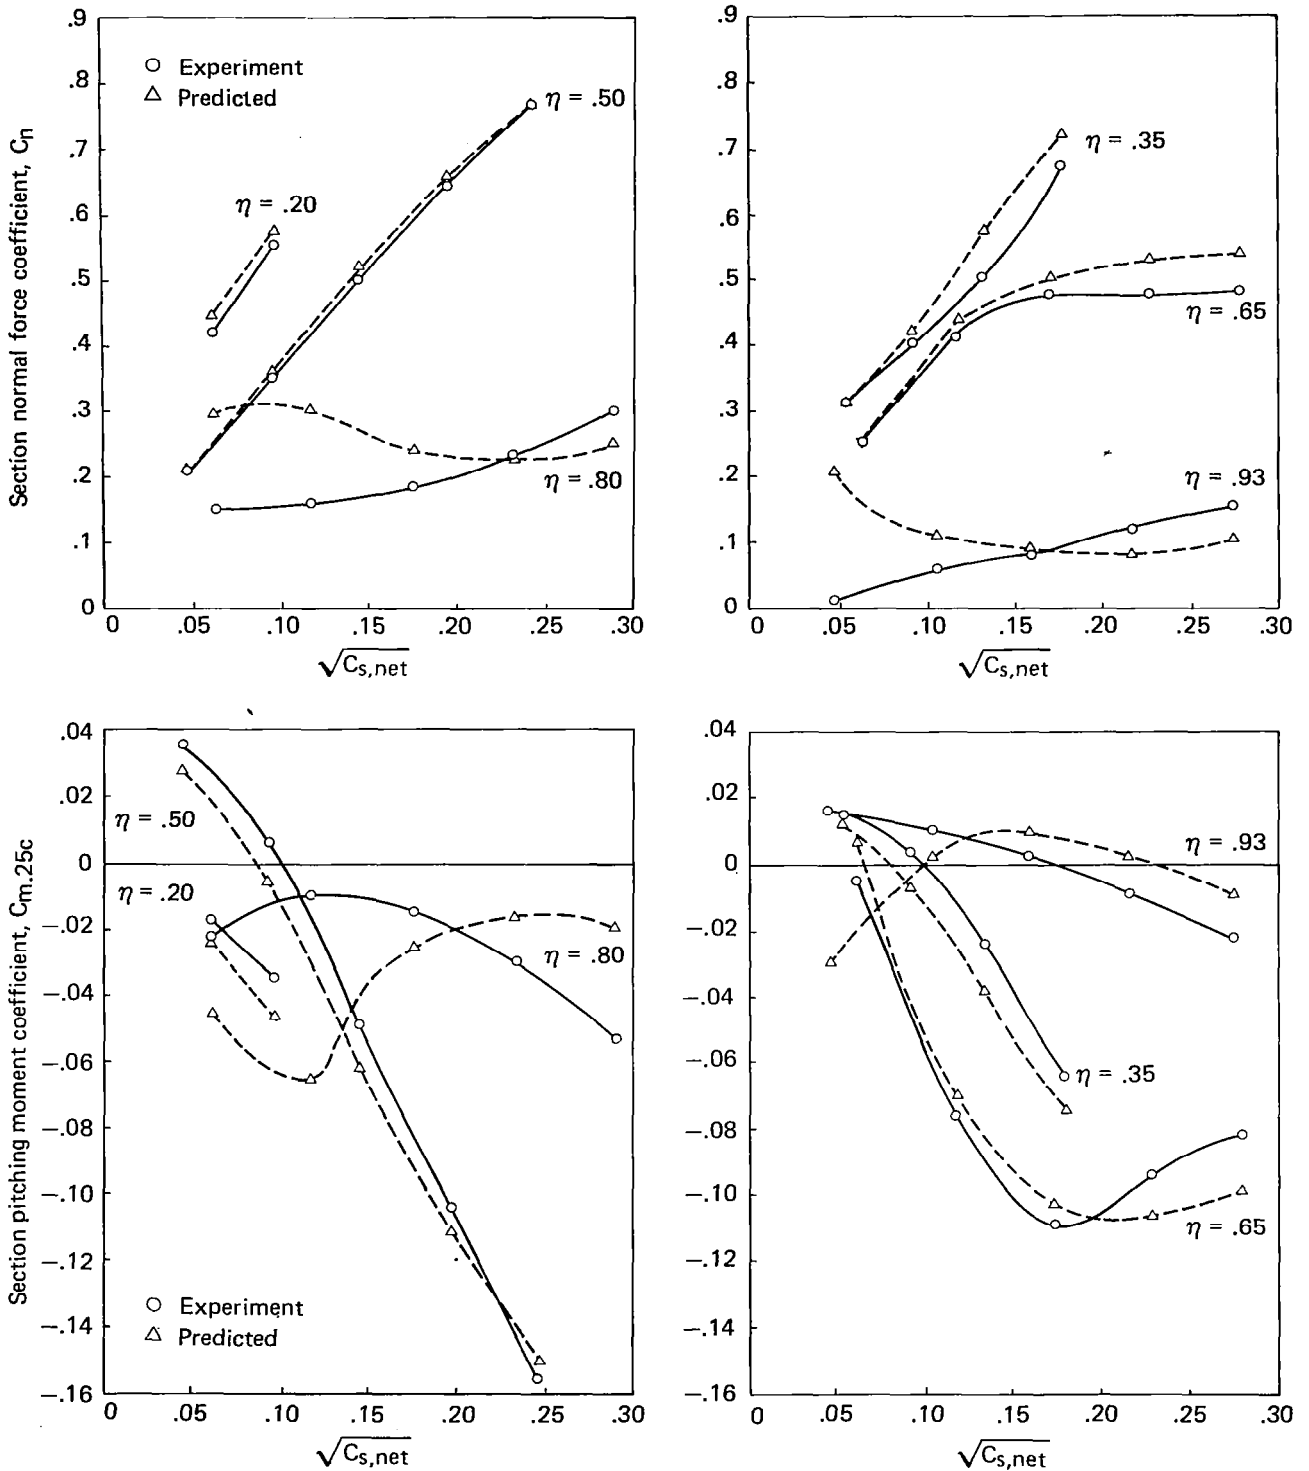 .9
.8
.7
.6
.5
.4
.3
.2
.1
0
Section normal force coefficient, Cn
○ Experiment
△ Predicted
η = .50
η = .20
η = .80
0 .05 .10 .15 .20 .25 .30
√Cs,net
.9
.8
.7
.6
.5
.4
.3
.2
.1
0
η = .35
η = .65
η = .93
0 .05 .10 .15 .20 .25 .30
√Cs,net
.04
.02
0
−.02
−.04
−.06
−.08
−.10
−.12
−.14
−.16
Section pitching moment coefficient, Cm,25c
η = .50
η = .20
η = .80
○ Experiment
△ Predicted
0 .05 .10 .15 .20 .25 .30
√Cs,net
.04
.02
0
−.02
−.04
−.06
−.08
−.10
−.12
−.14
−.16
η = .93
η = .35
η = .65
0 .05 .10 .15 .20 .25 .30
√Cs,net